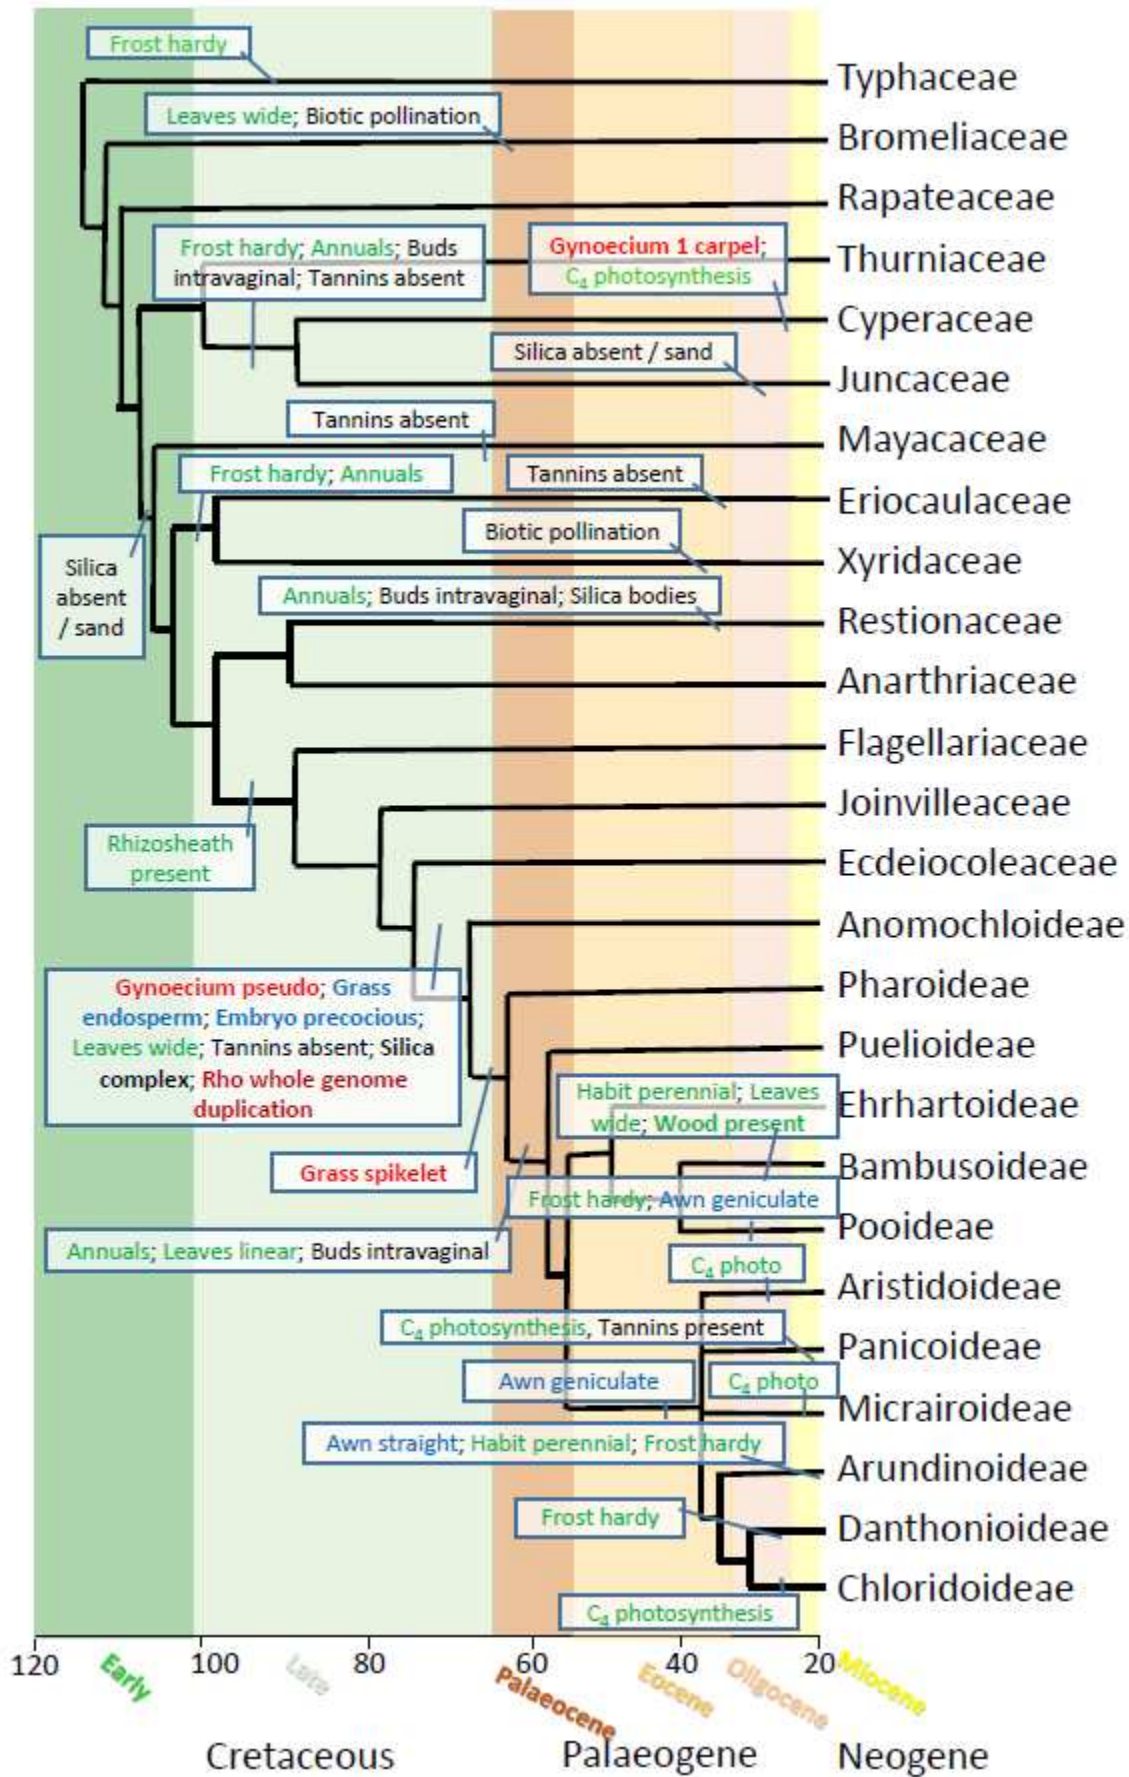 Frost hardy
Typhaceae
Leaves wide; Biotic pollination
Bromeliaceae
Rapateaceae
Frost hardy; Annuals; Buds
intravaginal; Tannins absent
Gynoecium 1 carpel;
C4 photosynthesis
Thurniaceae
Cyperaceae
Silica absent / sand
Juncaceae
Tannins absent
Mayacaceae
Frost hardy; Annuals
Tannins absent
Eriocaulaceae
Biotic pollination
Xyridaceae
Silica
absent
/ sand
Annuals; Buds intravaginal; Silica bodies
Restionaceae
Anarthriaceae
Flagellariaceae
Joinvilleaceae
Rhizosheath
present
Ecdeiocoleaceae
Anomochloideae
Gynoecium pseudo; Grass
endosperm; Embryo precocious;
Leaves wide; Tannins absent; Silica
complex; Rho whole genome
duplication
Pharoideae
Puelioideae
Habit perennial; Leaves
wide; Wood present
Ehrhartoideae
Grass spikelet
Bambusoideae
Frost hardy; Awn geniculate
Pooideae
Annuals; Leaves linear; Buds intravaginal
C4 photo
Aristidoideae
C4 photosynthesis, Tannins present
Panicoideae
Awn geniculate
C4 photo
Micrairoideae
Awn straight; Habit perennial; Frost hardy
Arundinoideae
Frost hardy
Danthonioideae
Chloridoideae
C4 photosynthesis
120 100 80 60 40 20
Early Late Palaeocene Eocene Oligocene Miocene
Cretaceous Palaeogene Neogene